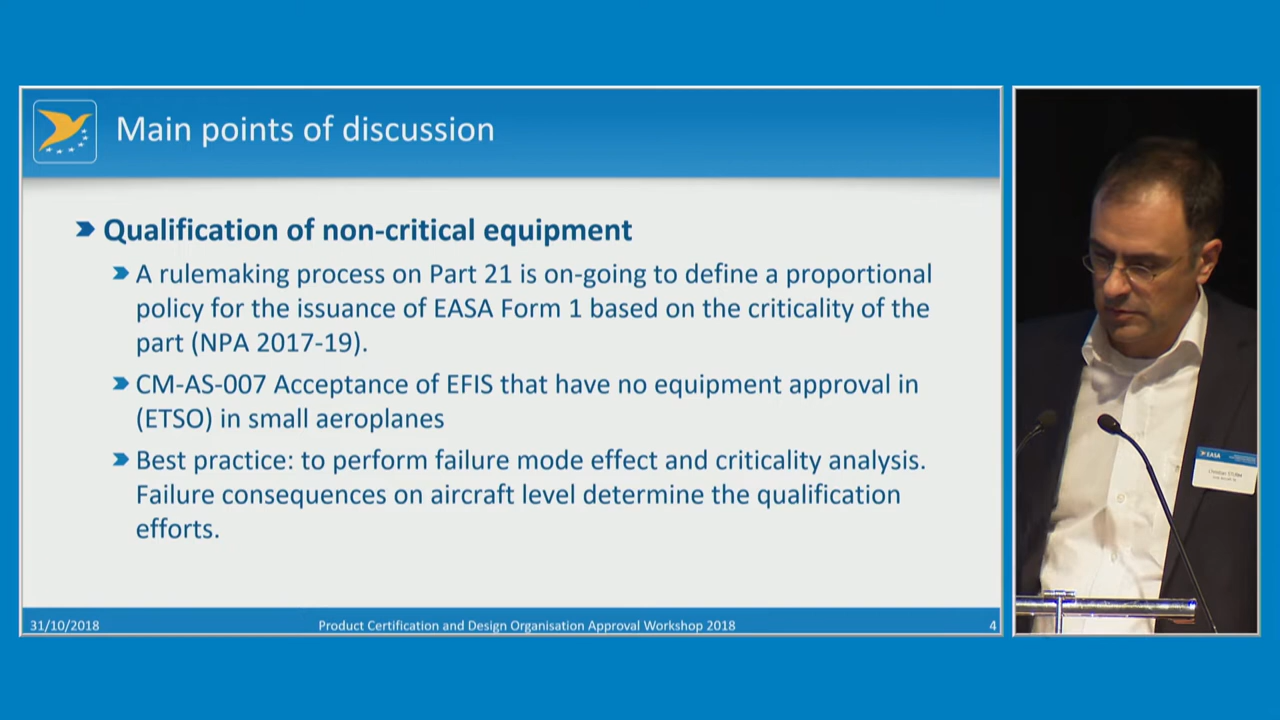 Main points of discussion
Qualification of non-critical equipment
A rulemaking process on Part 21 is on-going to define a proportional
policy for the issuance of EASA Form 1 based on the criticality of the
part (NPA 2017-19).
CM-AS-007 Acceptance of EFIS that have no equipment approval in
(ETSO) in small aeroplanes
Best practice: to perform failure mode effect and criticality analysis.
Failure consequences on aircraft level determine the qualification
efforts.
31/10/2018
Product Certification and Design Organisation Approval Workshop 2018
4
EASA
Christian STURM